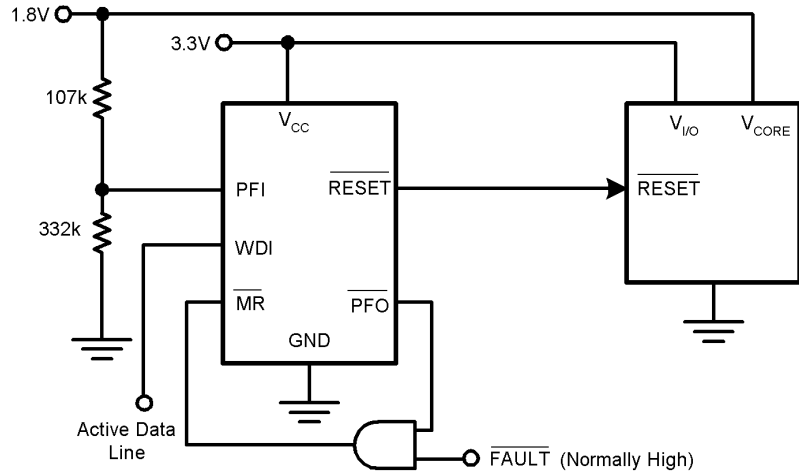 1.8V
3.3V
107k
332k
VCC
PFI
RESET
WDI
MR
PFO
GND
VI/O
VCORE
RESET
Active Data
Line
FAULT (Normally High)